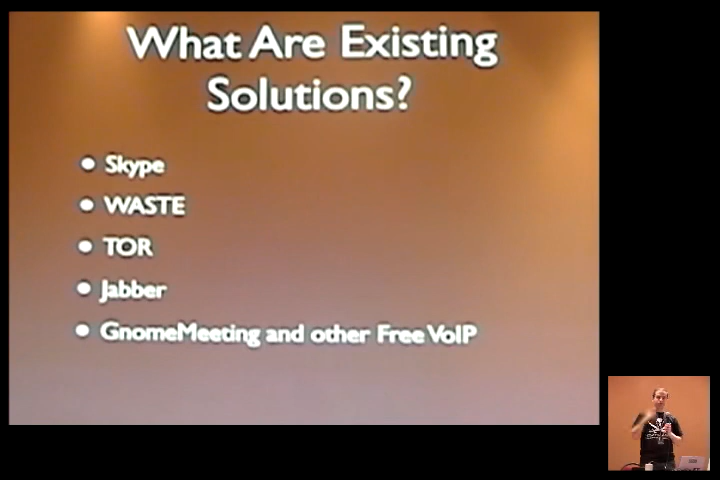 What Are Existing
Solutions?
Skype
WASTE
TOR
Jabber
GnomeMeeting and other Free VoIP